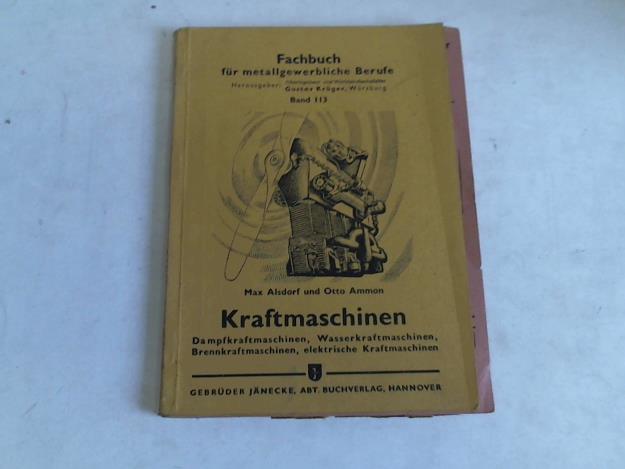 Fachbuch
für metallgewerbliche Berufe
Herausgeber:
Gustav Krüger, Würzburg
Band 113
Max Alsdorf und Otto Ammon
Kraftmaschinen
Dampfkraftmaschinen, Wasserkraftmaschinen,
Brennkraftmaschinen, elektrische Kraftmaschinen
GEBRÜDER JÄNECKE, ABT. BUCHVERLAG, HANNOVER